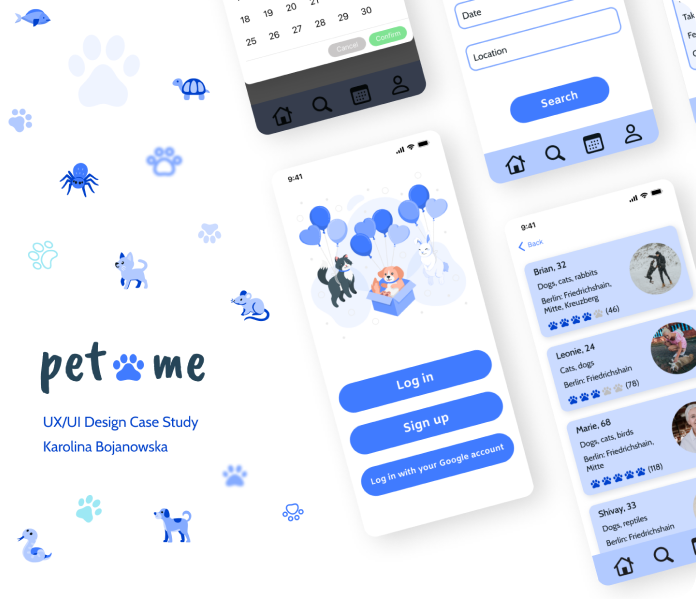 18 19 20 21
25 26 27 28 29 30
Cancel Confirm
Date
Location
Search
9:41
Log in
Sign up
Log in with your Google account
9:41
Back
Brian, 32
Dogs, cats, rabbits
Berlin: Friedrichshain,
Mitte, Kreuzberg
(46)
Leonie, 24
Cats, dogs
Berlin: Friedrichshain
(78)
Marie, 68
Dogs, cats, birds
Berlin: Friedrichshain,
Mitte
(118)
Shivay, 33
Dogs, reptiles
Berlin: Friedrichshain
pet me
UX/UI Design Case Study
Karolina Bojanowska